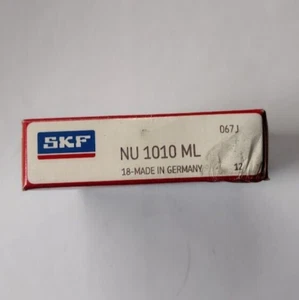 067J
SKF
NU 1010 ML
18-MADE IN GERMANY 12